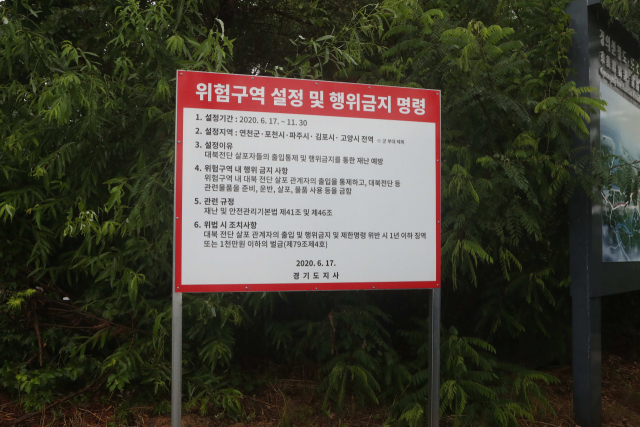 위험구역 설정 및 행위금지 명령
1. 설정기간 : 2020. 6. 17. ~ 11. 30
2. 설정지역 : 연천군·포천시·파주시·김포시·고양시 전역 ※ 군 부대 제외
3. 설정이유
대북전단 살포자들의 출입통제 및 행위금지를 통한 재난 예방
4. 위험구역 내 행위 금지 사항
위험구역 내 대북 전단 살포 관계자의 출입을 통제하고, 대북전단 등
관련물품을 준비, 운반, 살포, 물품 사용 등을 금함
5. 관련 규정
재난 및 안전관리기본법 제41조 및 제46조
6. 위법 시 조치사항
대북 전단 살포 관계자의 출입 및 행위금지 및 제한명령 위반 시 1년 이하 징역
또는 1천만원 이하의 벌금(제79조제4호)
2020. 6. 17.
경기도지사